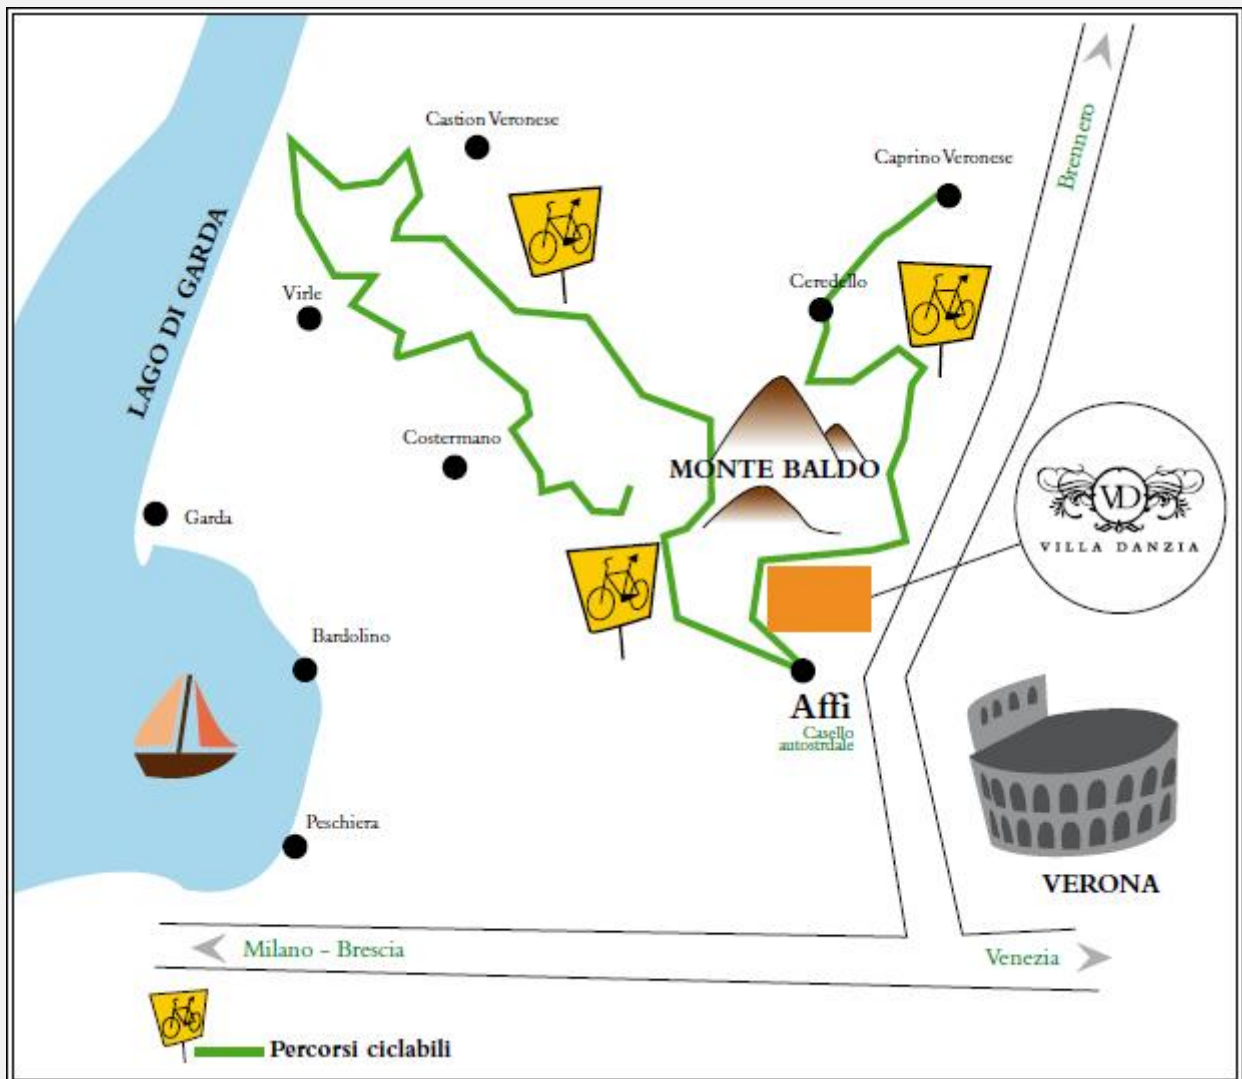 Castion Veronese
Caprino Veronese
Brennero
LAGO DI GARDA
Virle
Ceredello
Costermano
MONTE BALDO
Garda
VD
VILLA DANZIA
Bardolino
Affi
Casello
autostrdale
Peschiera
VERONA
Milano - Brescia
Venezia
Percorsi ciclabili